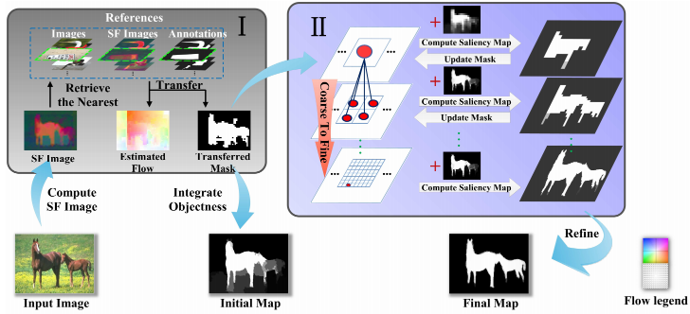 References
I
Images
SF Images
Annotations
Retrieve
the Nearest
Transfer
SF Image
Estimated
Flow
Transferred
Mask
Compute
SF Image
Integrate
Objectness
Input Image
Initial Map
II
...
...
Coarse To Fine
...
...
+
Compute Saliency Map
Update Mask
+
Compute Saliency Map
Update Mask
+
Compute Saliency Map
Refine
Final Map
Flow legend